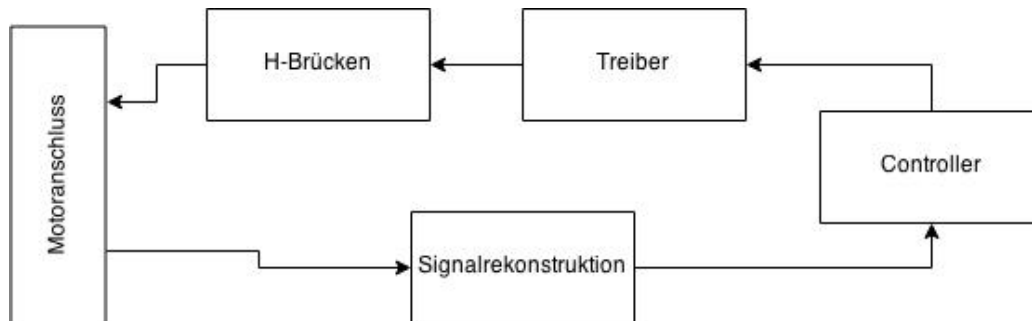 H-Brücken
Treiber
Motoranschluss
Controller
Signalrekonstruktion